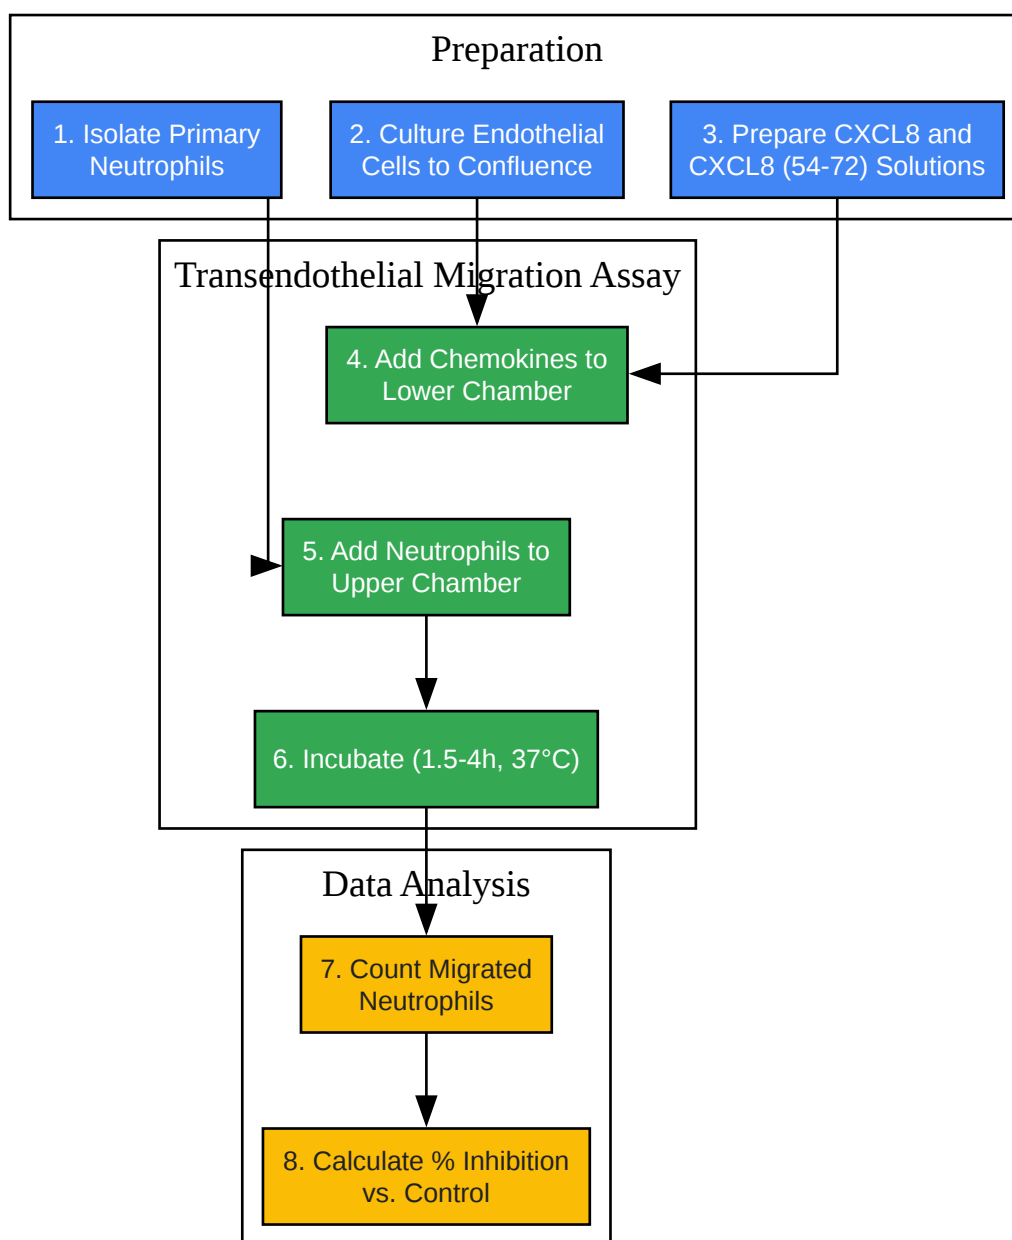 Preparation
1. Isolate Primary
Neutrophils
2. Culture Endothelial
Cells to Confluence
3. Prepare CXCL8 and
CXCL8 (54-72) Solutions
Transendothelial Migration Assay
4. Add Chemokines to
Lower Chamber
5. Add Neutrophils to
Upper Chamber
6. Incubate (1.5-4h, 37°C)
Data Analysis
7. Count Migrated
Neutrophils
8. Calculate % Inhibition
vs. Control